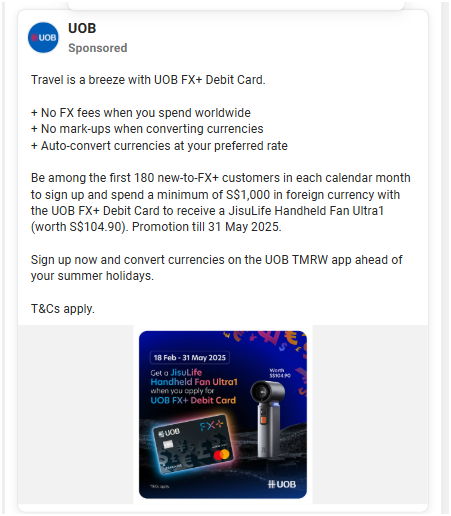 UOB
UOB
Sponsored
Travel is a breeze with UOB FX+ Debit Card.
+ No FX fees when you spend worldwide
+ No mark-ups when converting currencies
+ Auto-convert currencies at your preferred rate
Be among the first 180 new-to-FX+ customers in each calendar month
to sign up and spend a minimum of S$1,000 in foreign currency with
the UOB FX+ Debit Card to receive a JisuLife Handheld Fan Ultra1
(worth S$104.90). Promotion till 31 May 2025.
Sign up now and convert currencies on the UOB TMRW app ahead of
your summer holidays.
T&Cs apply.
18 Feb - 31 May 2025
Get a JisuLife
Handheld Fan Ultra1
when you apply for
UOB FX+ Debit Card
Worth
S$104.90
UOB
FX+
T&Cs apply.
UOB